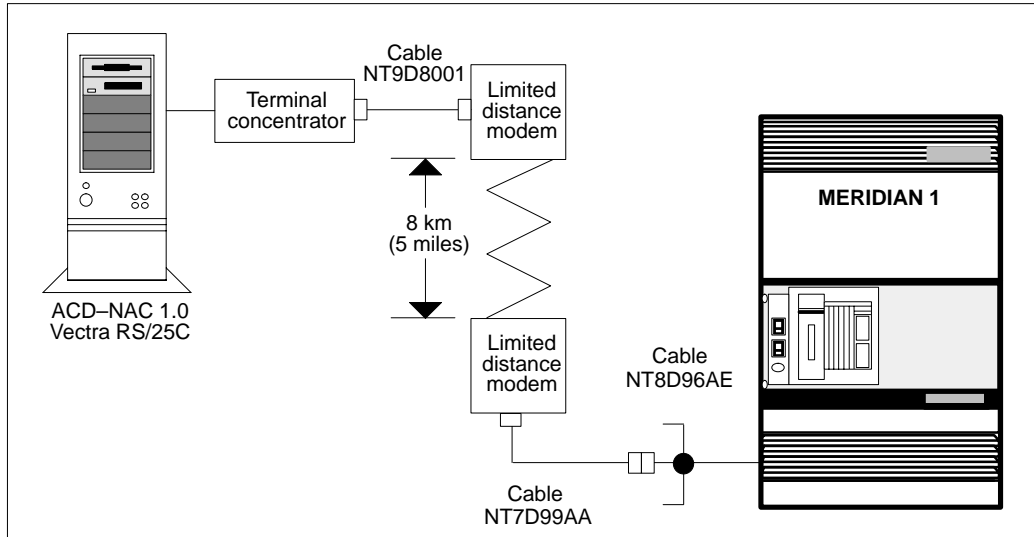 Cable
NT9D8001
Terminal
concentrator
Limited
distance
modem
MERIDIAN 1
8 km
(5 miles)
ACD–NAC 1.0
Vectra RS/25C
Limited
distance
modem
Cable
NT8D96AE
Cable
NT7D99AA